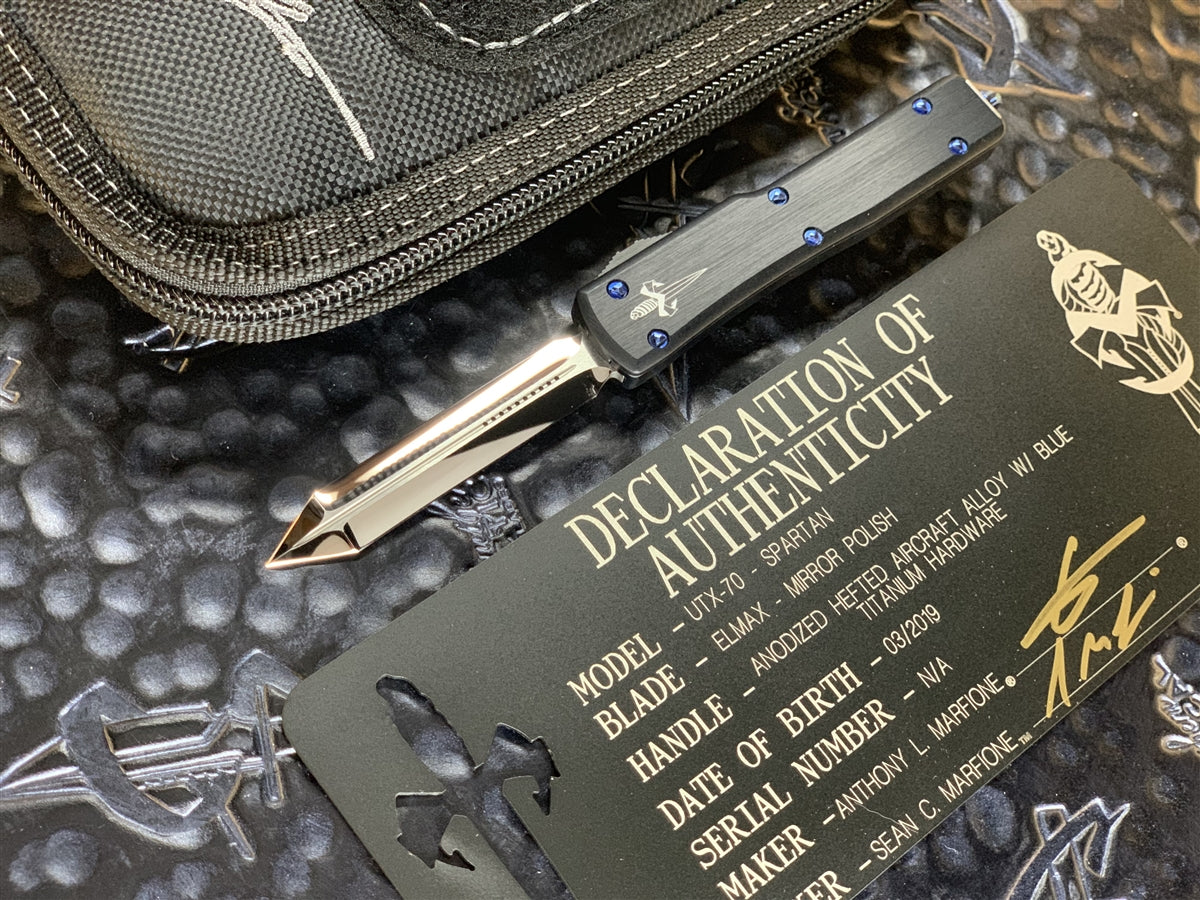 DECLARATION OF
AUTHENTICITY
MODEL - UTX-70 - SPARTAN
BLADE - ELMAX - MIRROR POLISH
HANDLE - ANODIZED HEFTED AIRCRAFT ALLOY W/ BLUE
TITANIUM HARDWARE
DATE OF BIRTH - 03/2019
SERIAL NUMBER - N/A
MAKER - ANTHONY L. MARFIONE®
- SEAN C. MARFIONE™